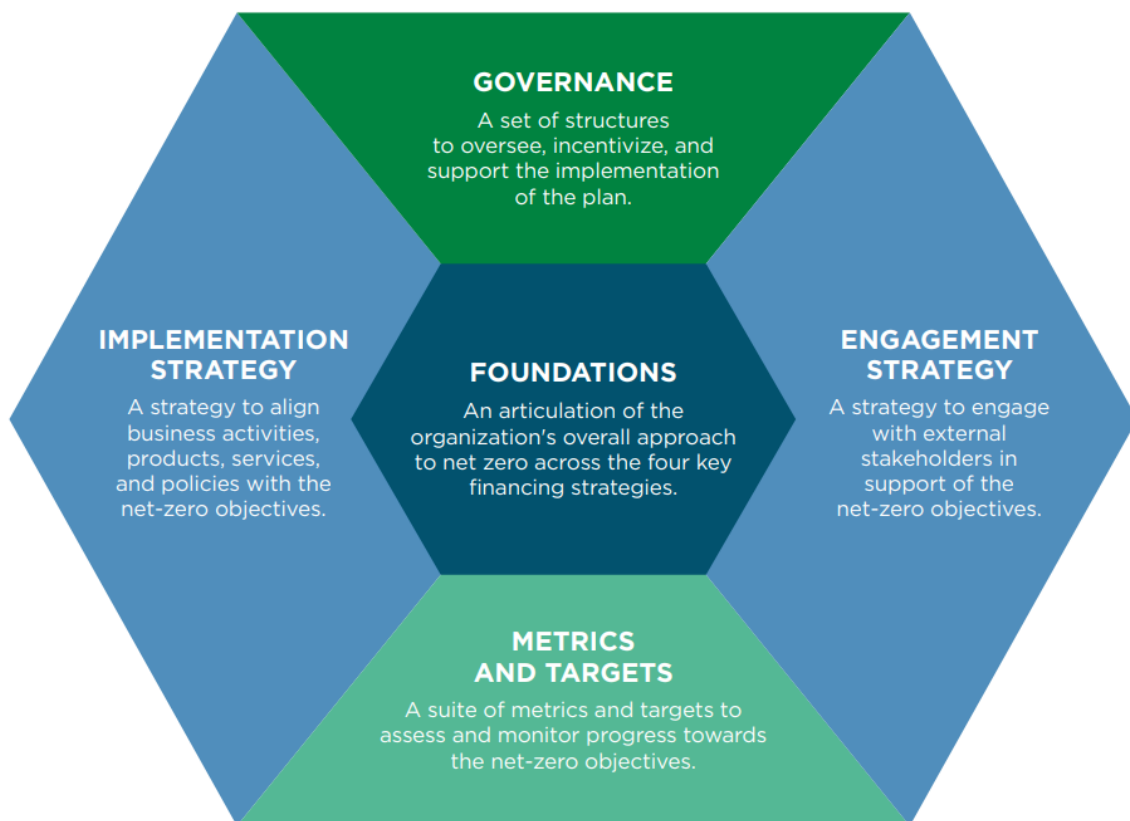 GOVERNANCE
A set of structures
to oversee, incentivize, and
support the implementation
of the plan.
IMPLEMENTATION
STRATEGY
A strategy to align
business activities,
products, services,
and policies with the
net-zero objectives.
FOUNDATIONS
An articulation of the
organization's overall approach
to net zero across the four key
financing strategies.
ENGAGEMENT
STRATEGY
A strategy to engage
with external
stakeholders in
support of the
net-zero objectives.
METRICS
AND TARGETS
A suite of metrics and targets to
assess and monitor progress towards
the net-zero objectives.